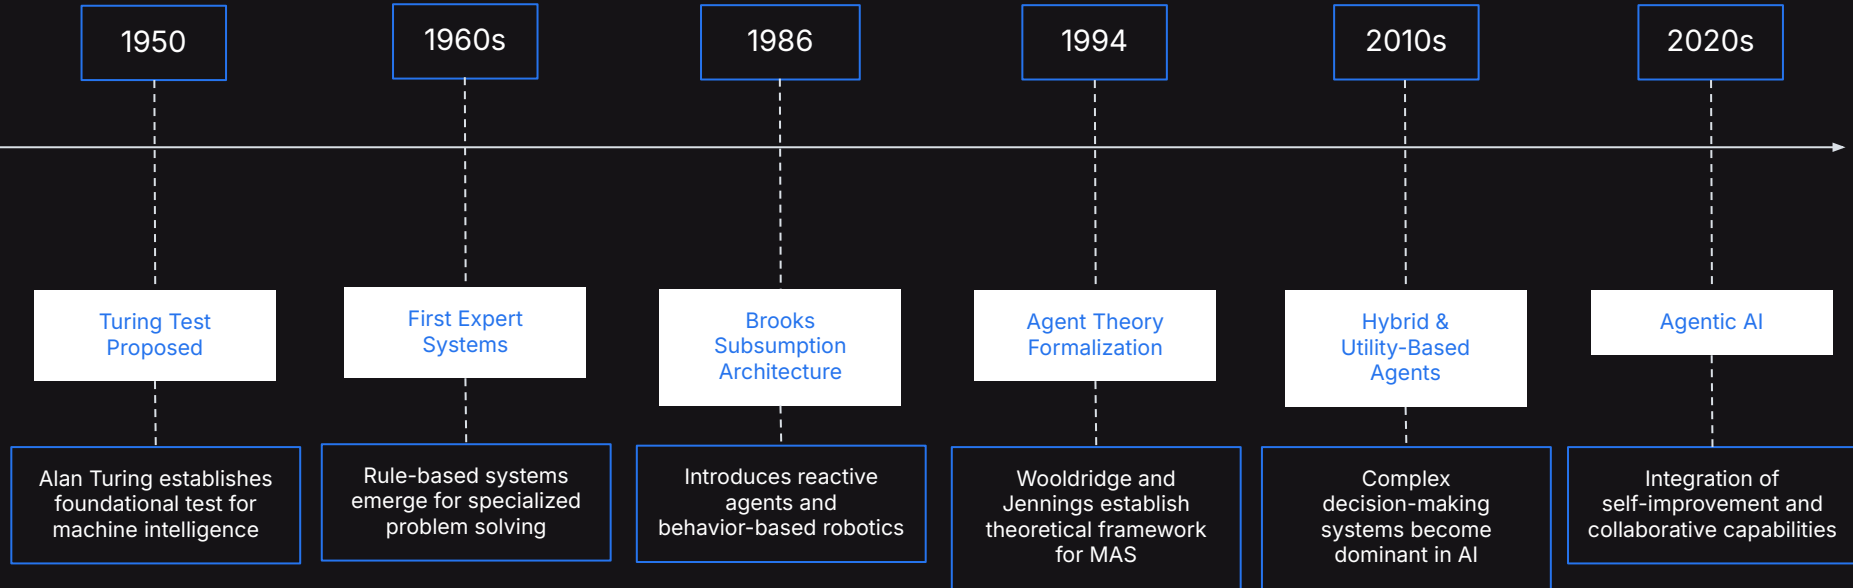 1950
1960s
1986
1994
2010s
2020s
Turing Test
Proposed
First Expert
Systems
Brooks
Subsumption
Architecture
Agent Theory
Formalization
Hybrid &
Utility-Based
Agents
Agentic AI
Alan Turing establishes
foundational test for
machine intelligence
Rule-based systems
emerge for specialized
problem solving
Introduces reactive
agents and
behavior-based robotics
Wooldridge and
Jennings establish
theoretical framework
for MAS
Complex
decision-making
systems become
dominant in AI
Integration of
self-improvement and
collaborative capabilities